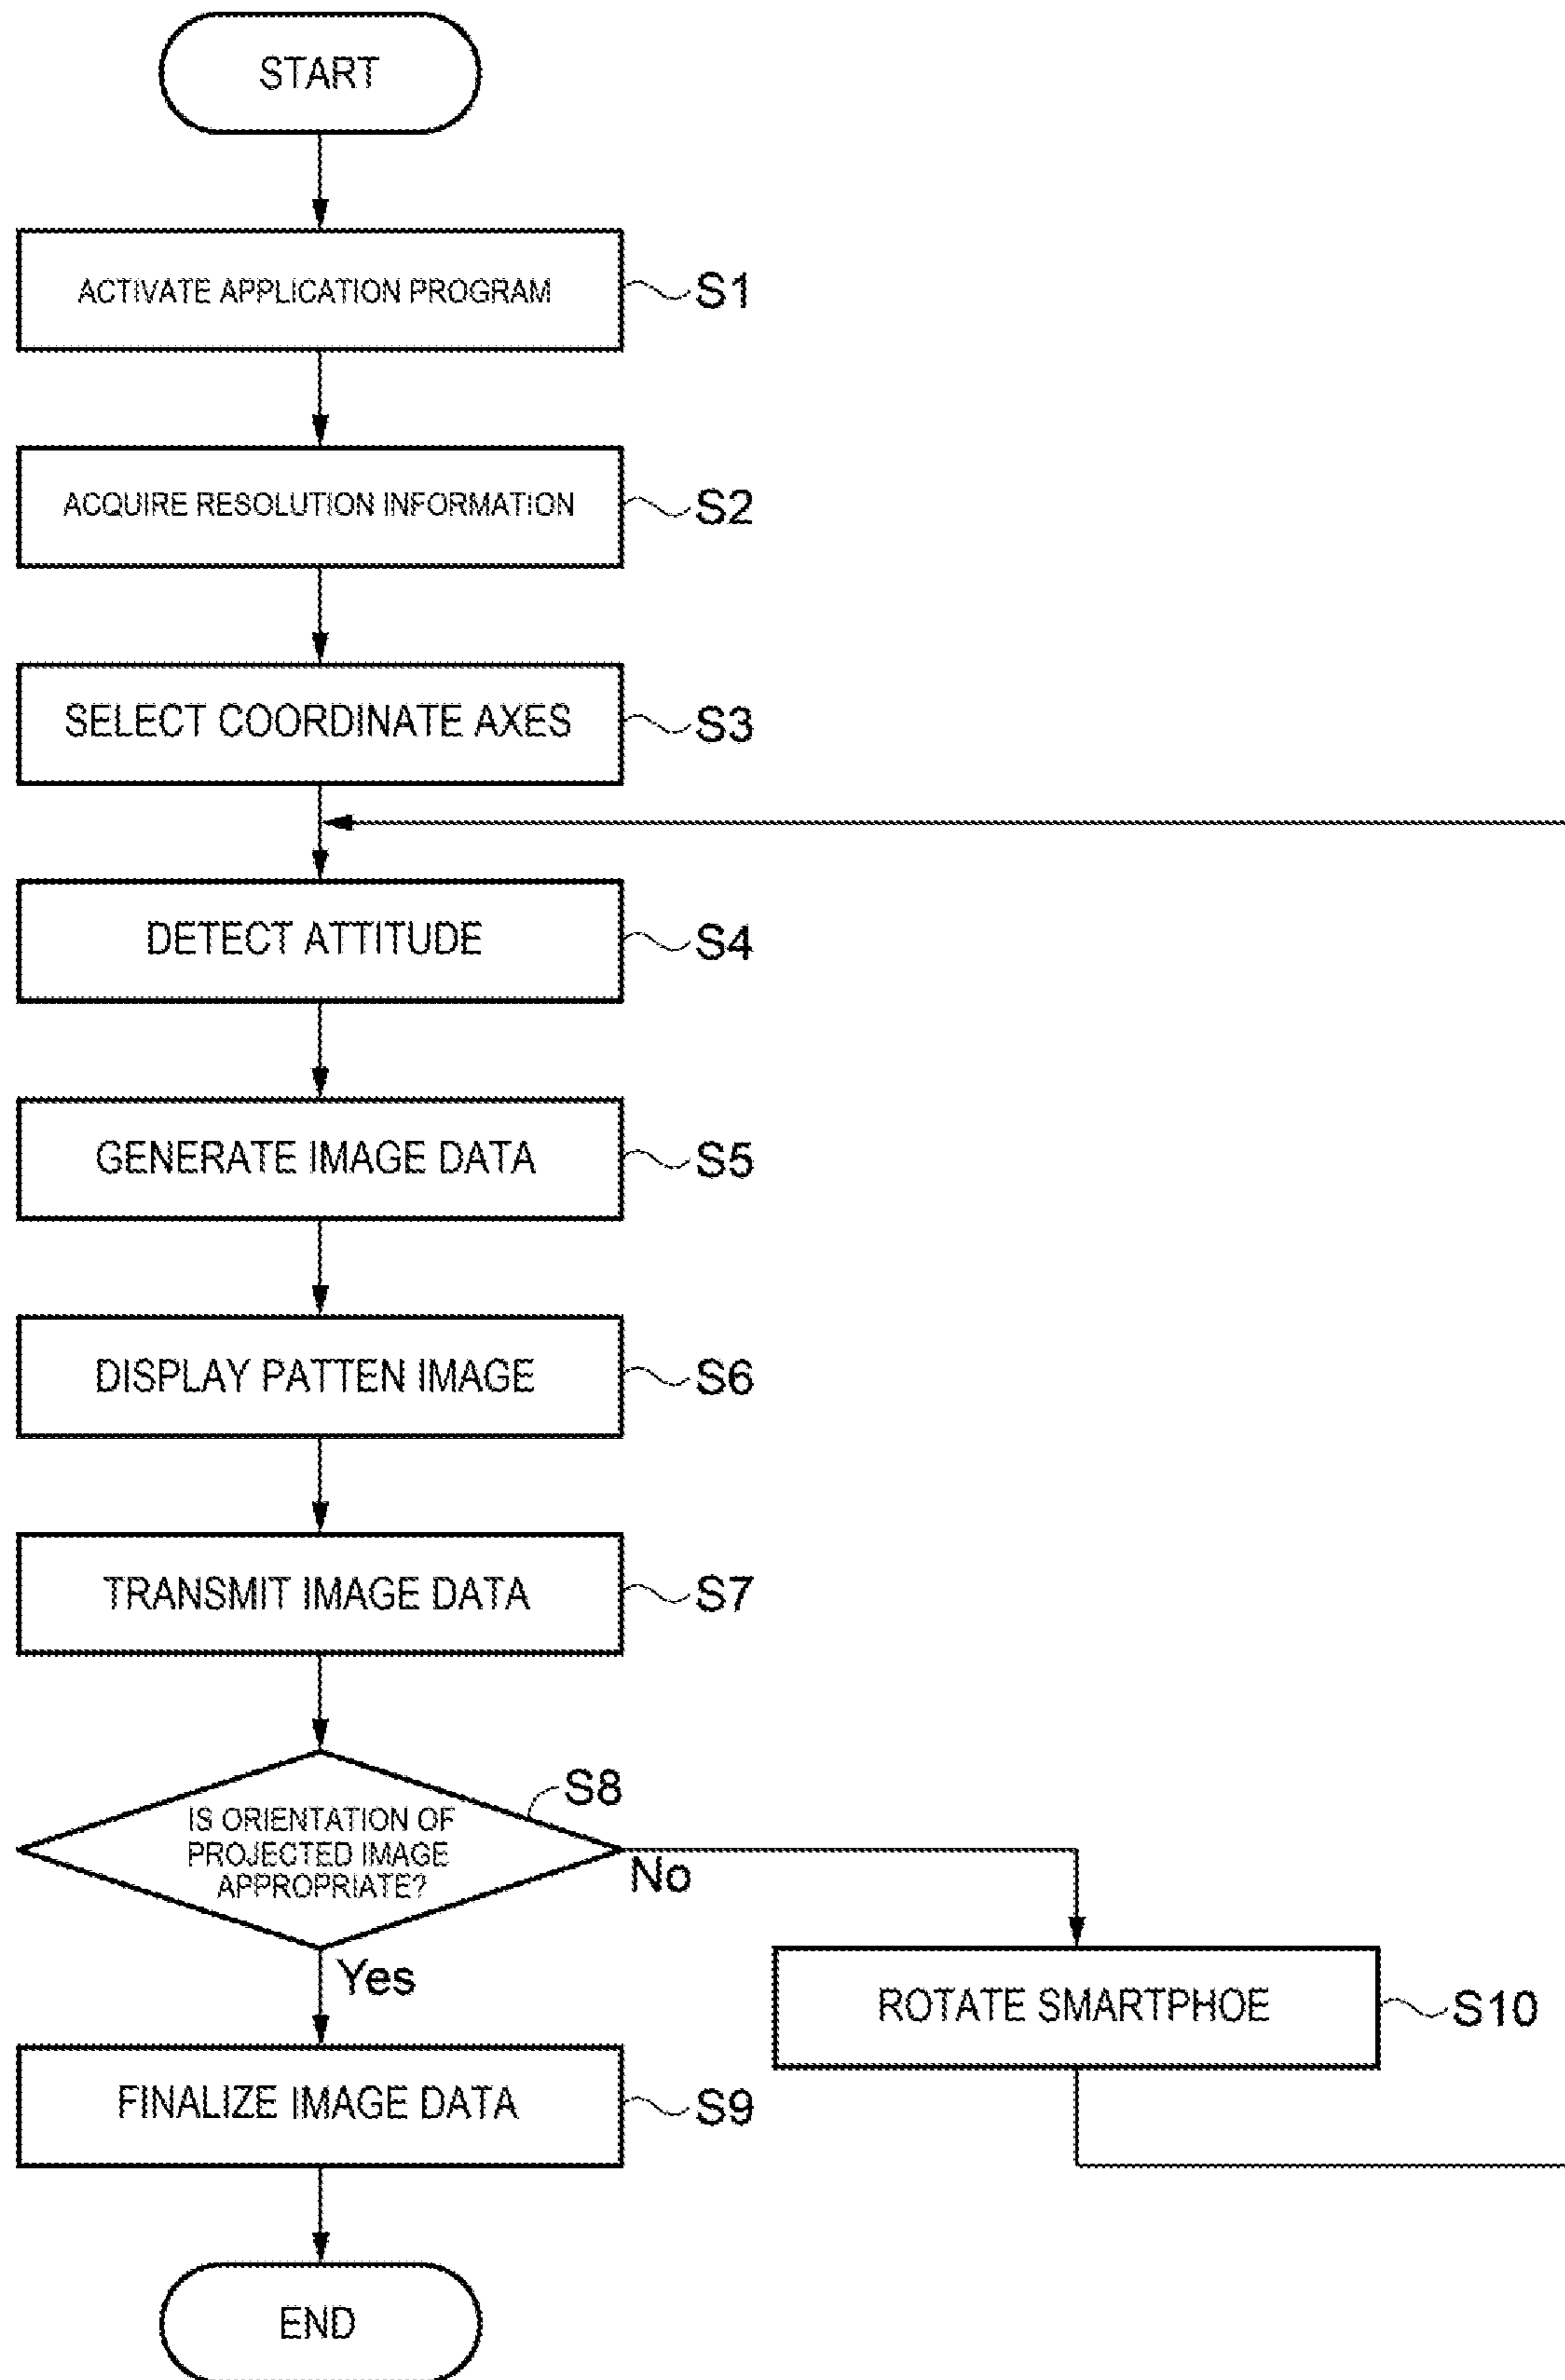 START
ACTIVATE APPLICATION PROGRAM
S1
ACQUIRE RESOLUTION INFORMATION
S2
SELECT COORDINATE AXES
S3
DETECT ATTITUDE
S4
GENERATE IMAGE DATA
S5
DISPLAY PATTEN IMAGE
S6
TRANSMIT IMAGE DATA
S7
S8
IS ORIENTATION OF
PROJECTED IMAGE
APPROPRIATE?
No
Yes
ROTATE SMARTPHOE
S10
FINALIZE IMAGE DATA
S9
END